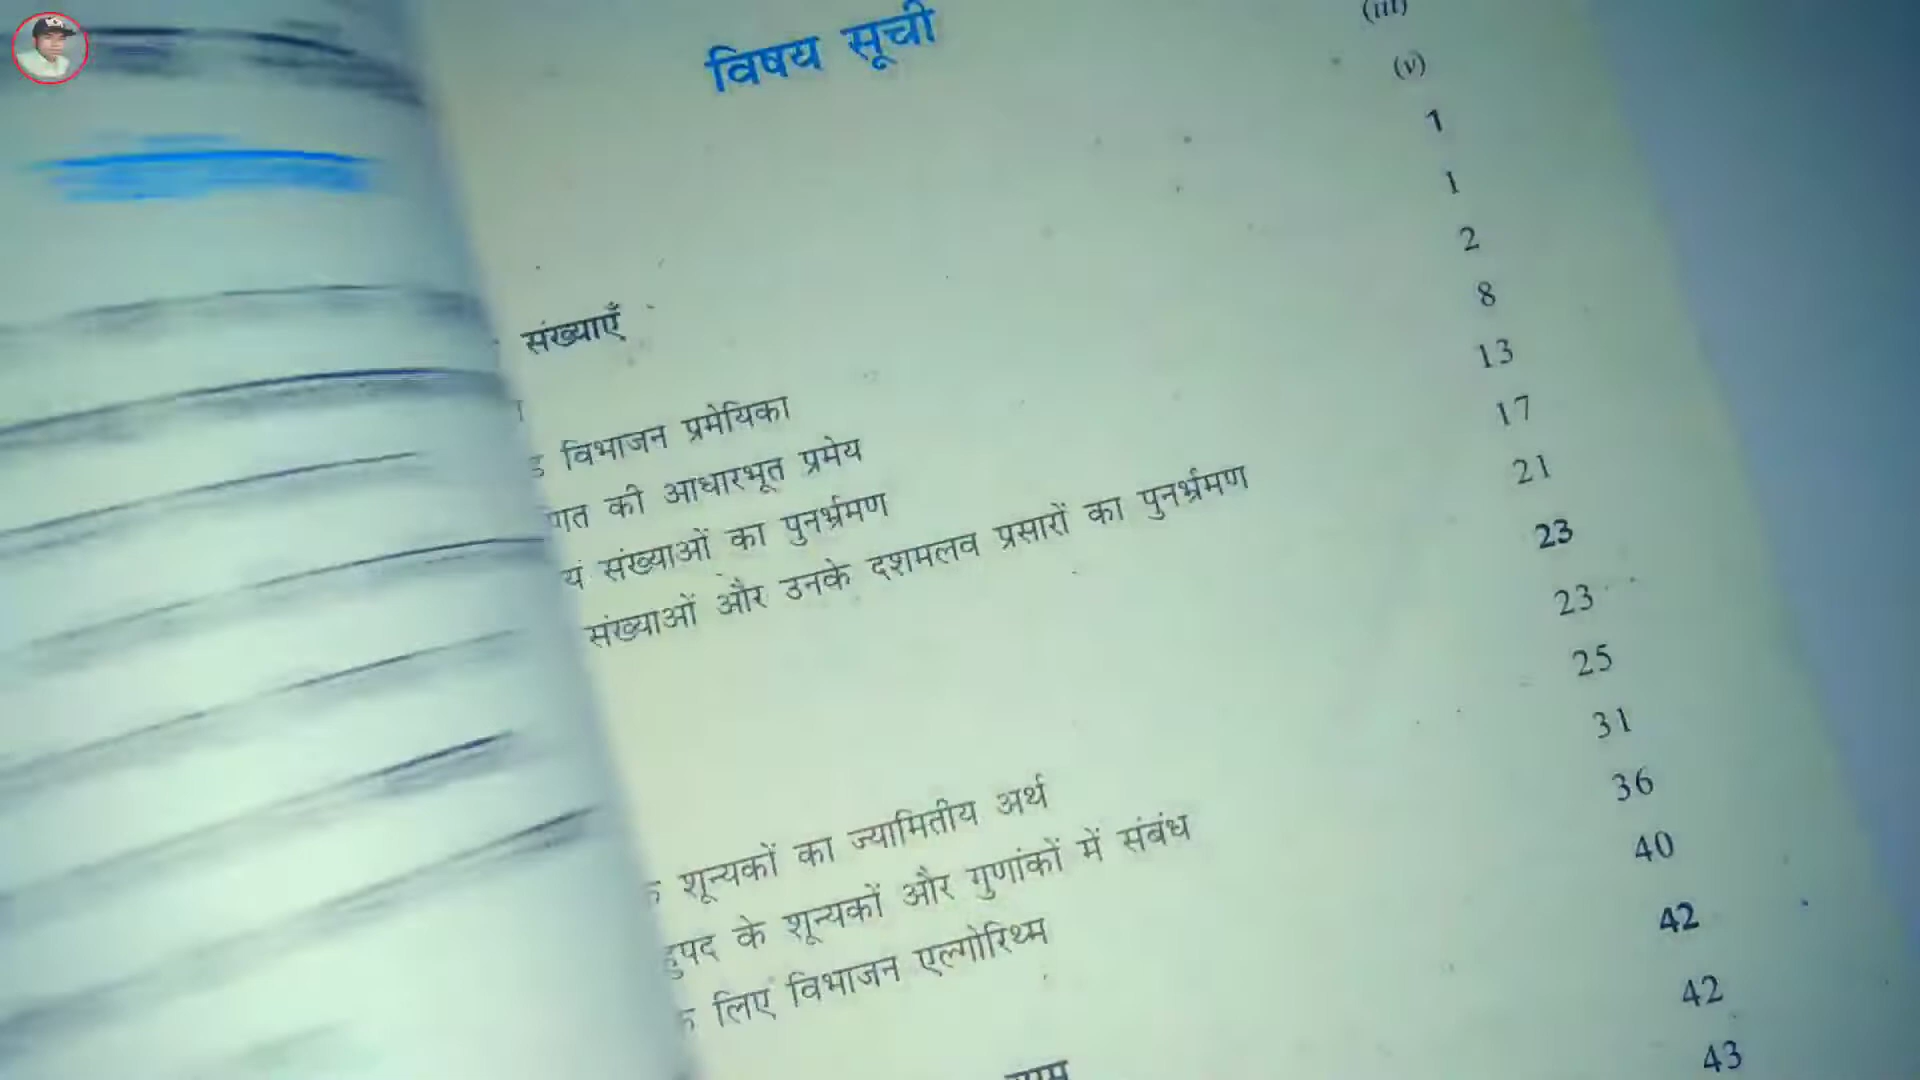 विषय सूची
(iii)
(v)
1
संख्याएँ
1
2
विभाजन प्रमेयिका
8
की आधारभूत प्रमेय
13
संख्याओं का पुनर्भ्रमण
17
संख्याओं और उनके दशमलव प्रसारों का पुनर्भ्रमण
21
23
23
25
शून्यकों का ज्यामितीय अर्थ
31
के शून्यकों और गुणांकों में संबंध
36
लिए विभाजन एल्गोरिथ्म
40
42
42
43